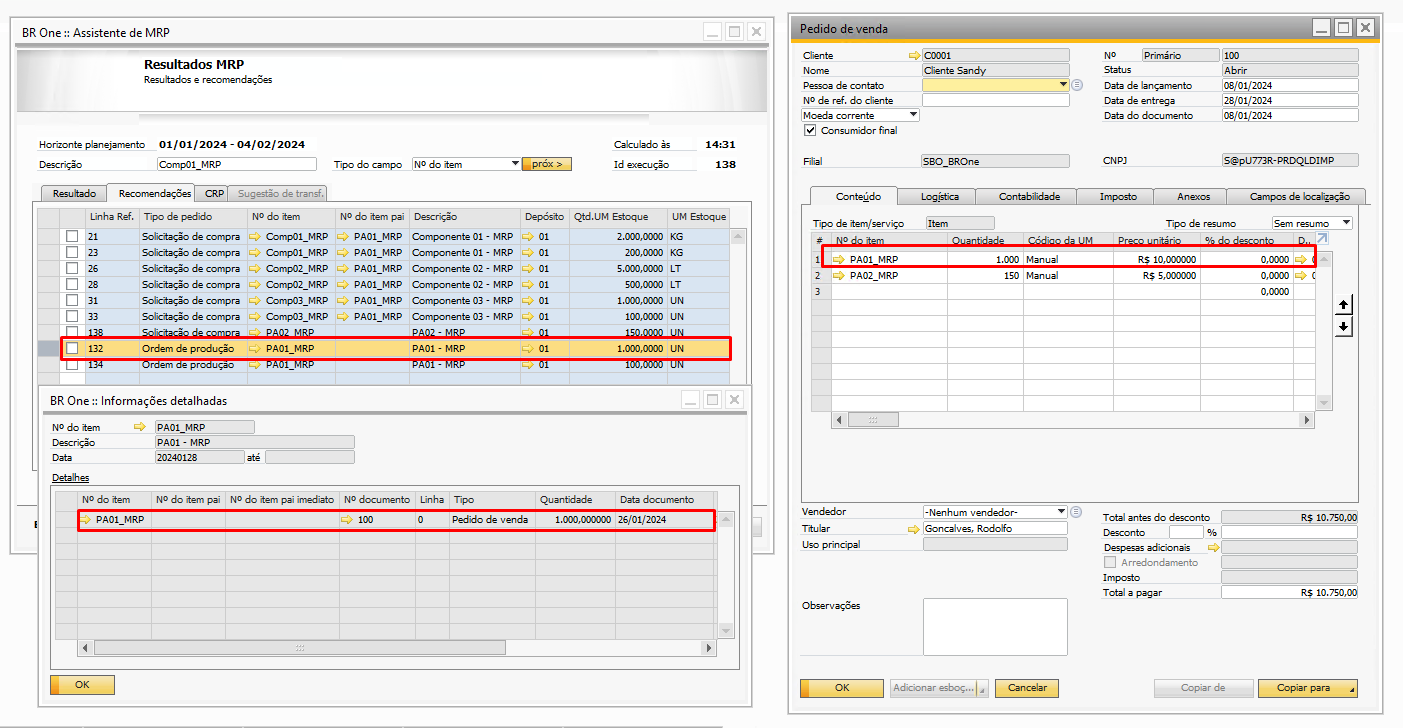 BR One :: Assistente de MRP
Resultados MRP
Resultados e recomendações
Horizonte planejamento 01/01/2024 - 04/02/2024 Calculado às 14:31
Descrição Comp01_MRP Tipo do campo Nº do item próx > Id execução 138
Resultado Recomendações CRP Sugestão de transf.
Linha Ref. Tipo de pedido Nº do item Nº do item pai Descrição Depósito Qtd.UM Estoque UM Estoque
21 Solicitação de compra Comp01_MRP PA01_MRP Componente 01 - MRP 01 2.000,0000 KG
23 Solicitação de compra Comp01_MRP PA01_MRP Componente 01 - MRP 01 200,0000 KG
26 Solicitação de compra Comp02_MRP PA01_MRP Componente 02 - MRP 01 5.000,0000 LT
28 Solicitação de compra Comp02_MRP PA01_MRP Componente 02 - MRP 01 500,0000 LT
31 Solicitação de compra Comp03_MRP PA01_MRP Componente 03 - MRP 01 1.000,0000 UN
33 Solicitação de compra Comp03_MRP PA01_MRP Componente 03 - MRP 01 100,0000 UN
138 Solicitação de compra PA02_MRP PA02 - MRP 01 150,0000 UN
132 Ordem de produção PA01_MRP PA01 - MRP 01 1.000,0000 UN
134 Ordem de produção PA01_MRP PA01 - MRP 01 100,0000 UN
BR One :: Informações detalhadas
Nº do item PA01_MRP
Descrição PA01 - MRP
Data 20240128 até
Detalhes
Nº do item Nº do item pai Nº do item pai imediato Nº documento Linha Tipo Quantidade Data documento
PA01_MRP 100 0 Pedido de venda 1.000,000000 26/01/2024
OK
Pedido de venda
Cliente C0001 Nº Primário 100
Nome Cliente Sandy Status Abrir
Pessoa de contato Data de lançamento 08/01/2024
Nº de ref. do cliente Data de entrega 28/01/2024
Moeda corrente Data do documento 08/01/2024
Consumidor final
Filial SBO_BROne CNPJ S@pU773R-PRDQLDIMP
Conteúdo Logística Contabilidade Imposto Anexos Campos de localização
Tipo de item/serviço Item Tipo de resumo Sem resumo
# Nº do item Quantidade Código da UM Preço unitário % do desconto D..
1 PA01_MRP 1.000 Manual R$ 10,000000 0,0000
2 PA02_MRP 150 Manual R$ 5,000000 0,0000
3 0,0000
Vendedor -Nenhum vendedor- Total antes do desconto R$ 10.750,00
Titular Goncalves, Rodolfo Desconto %
Uso principal Despesas adicionais
Arredondamento
Imposto
Total a pagar R$ 10.750,00
Observações
OK Adicionar esboç... Cancelar Copiar de Copiar para